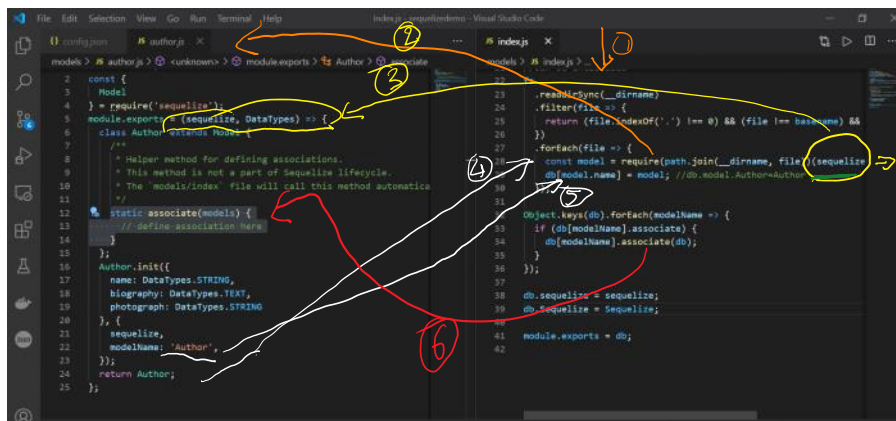 File Edit Selection View Go Run Terminal Help
index.js - sequelizedemo - Visual Studio Code
config.json
JS author.js
models > JS author.js > <unknown> > module.exports > Author > associate
2 const {
3 Model
4 } = require('sequelize');
5 module.exports = (sequelize, DataTypes) => {
6 class Author extends Model {
7 /**
8 * Helper method for defining associations.
9 * This method is not a part of Sequelize lifecycle.
10 * The `models/index` file will call this method automatica
11 */
12 static associate(models) {
13 // define association here
14 }
15 };
16 Author.init({
17 name: DataTypes.STRING,
18 biography: DataTypes.TEXT,
19 photograph: DataTypes.STRING
20 }, {
21 sequelize,
22 modelName: 'Author',
23 });
24 return Author;
25 };
JS index.js
models > JS index.js > ...
22
23 .readdirSync(__dirname)
24 .filter(file => {
25 return (file.indexOf('.') !== 0) && (file !== basename) &&
26 })
27 .forEach(file => {
28 const model = require(path.join(__dirname, file))(sequelize
29 db[model.name] = model; //db.model.Author=Author
32 Object.keys(db).forEach(modelName => {
33 if (db[modelName].associate) {
34 db[modelName].associate(db);
35 }
36 });
38 db.sequelize = sequelize;
39 db.Sequelize = Sequelize;
41 module.exports = db;
42
1
2
3
4
5
6